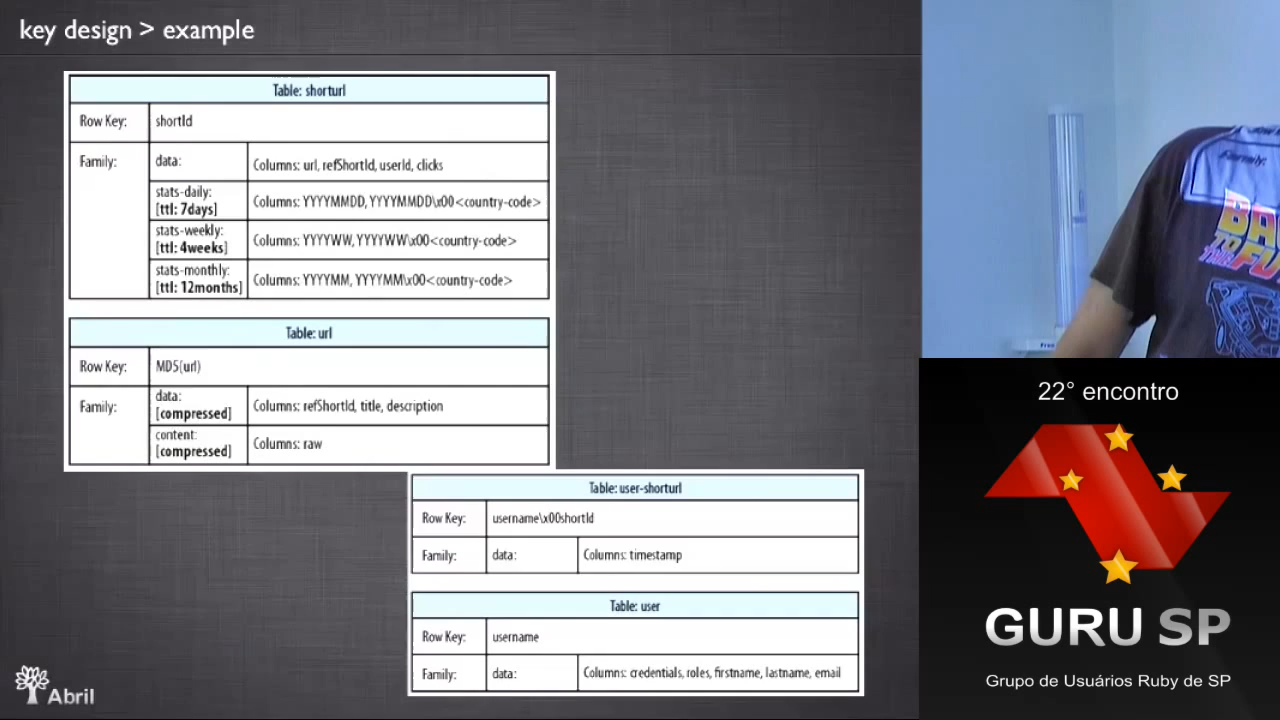 key design > example
Table: shorturl
Row Key: shortId
Family: data: Columns: url, refShortId, userId, clicks
stats-daily:
[ttl: 7days] Columns: YYYYMMDD, YYYYMMDD\x00<country-code>
stats-weekly:
[ttl: 4weeks] Columns: YYYYWW, YYYYWW\x00<country-code>
stats-monthly:
[ttl: 12months] Columns: YYYYMM, YYYYMM\x00<country-code>
Table: url
Row Key: MD5(url)
Family: data:
[compressed] Columns: refShortId, title, description
content:
[compressed] Columns: raw
Table: user-shorturl
Row Key: username\x00shortId
Family: data: Columns: timestamp
Table: user
Row Key: username
Family: data: Columns: credentials, roles, firstname, lastname, email
Abril
BA
TO
FU
22° encontro
GURU SP
Grupo de Usuários Ruby de SP